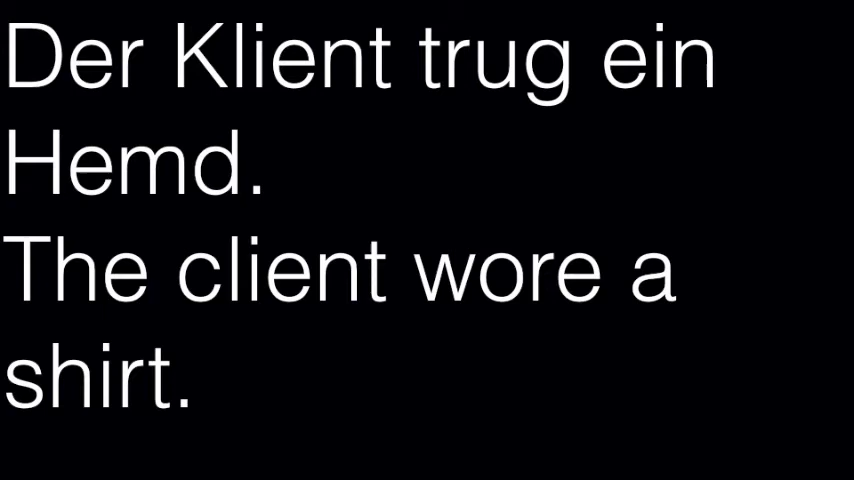 Der Klient trug ein
Hemd.
The client wore a
shirt.